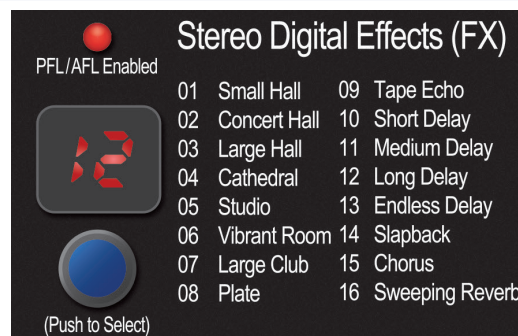 Stereo Digital Effects (FX)
PFL/AFL Enabled
12
(Push to Select)
01 Small Hall
02 Concert Hall
03 Large Hall
04 Cathedral
05 Studio
06 Vibrant Room
07 Large Club
08 Plate
09 Tape Echo
10 Short Delay
11 Medium Delay
12 Long Delay
13 Endless Delay
14 Slapback
15 Chorus
16 Sweeping Reverb